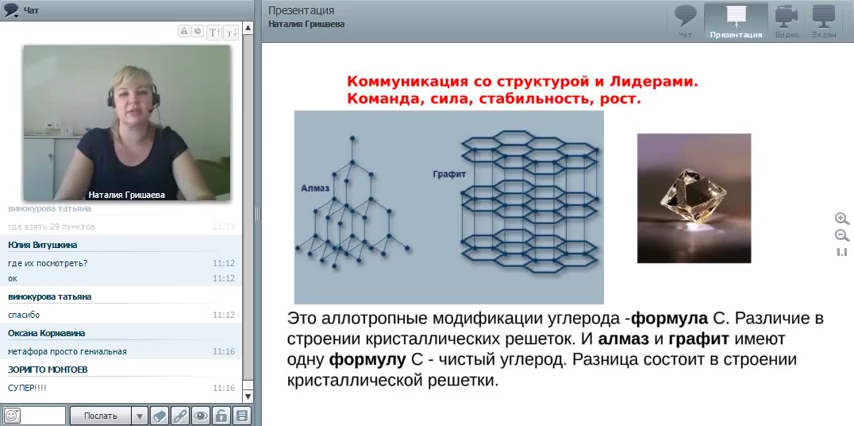 Чат
Наталия Гришаева
винокурова татьяна
где взять 29 пунктов 11:12
Юлия Витушкина
где их посмотреть? 11:12
ок 11:12
винокурова татьяна
спасибо 11:12
Оксана Коржавина
метафора просто гениальная 11:16
ЗОРИГТО МОНТОЕВ
СУПЕР!!!! 11:16
Послать
Презентация
Наталия Гришаева
Чат
Презентация
Видео
Экран
Коммуникация со структурой и Лидерами.
Команда, сила, стабильность, рост.
Алмаз
Графит
Это аллотропные модификации углерода -формула С. Различие в
строении кристаллических решеток. И алмаз и графит имеют
одну формулу С - чистый углерод. Разница состоит в строении
кристаллической решетки.
1.1